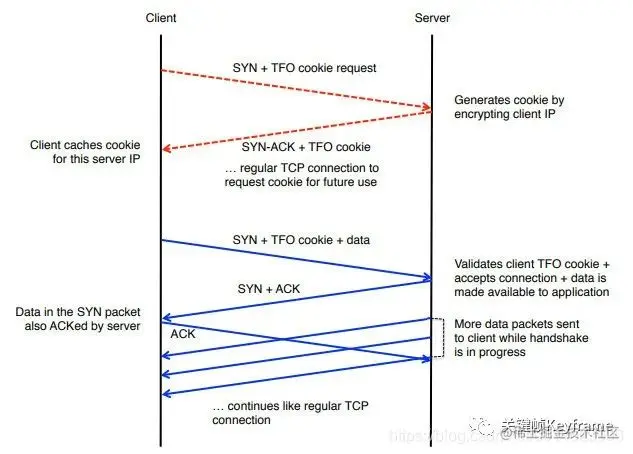 Client
Server
SYN + TFO cookie request
Generates cookie by
encrypting client IP
Client caches cookie
for this server IP
SYN-ACK + TFO cookie
… regular TCP connection to
request cookie for future use
SYN + TFO cookie + data
Validates client TFO cookie +
accepts connection + data is
made available to application
SYN + ACK
Data in the SYN packet
also ACKed by server
ACK
More data packets sent
to client while handshake
is in progress
… continues like regular TCP
connection
关键帧Keyframe
@稀土掘金技术社区
https://blog.c